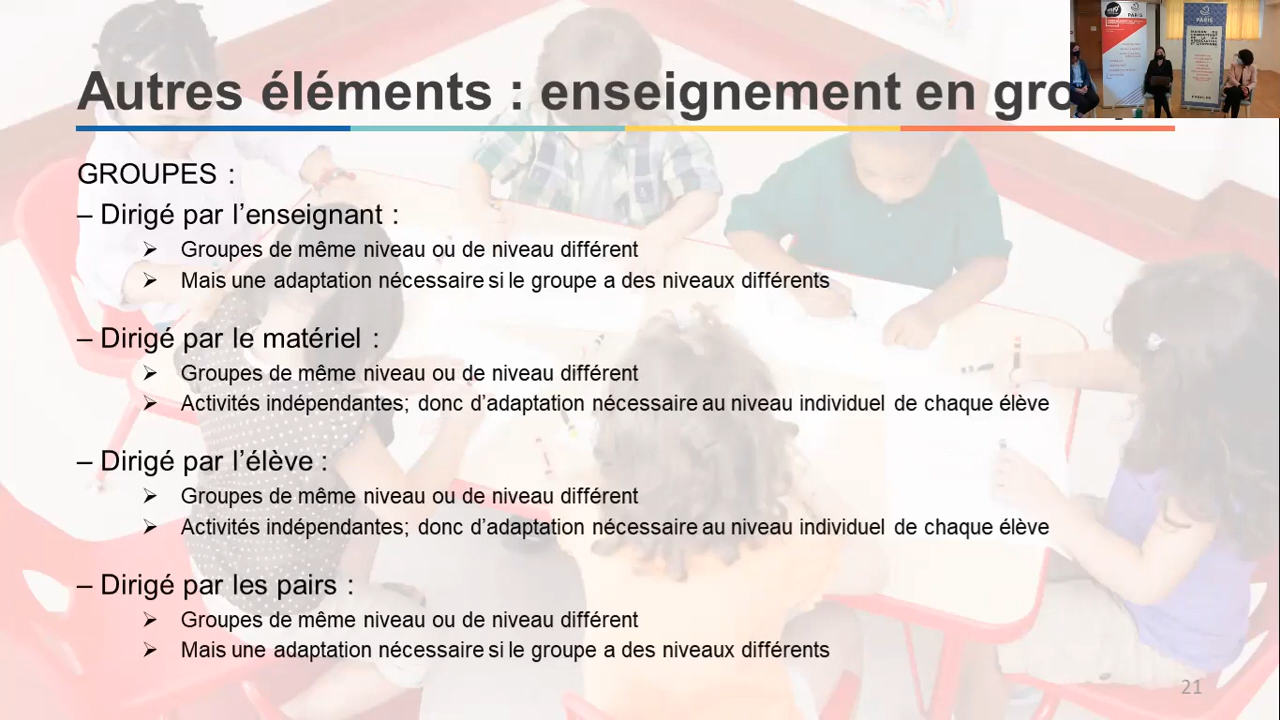 Autres éléments : enseignement en gro
GROUPES :
– Dirigé par l’enseignant :
➢ Groupes de même niveau ou de niveau différent
➢ Mais une adaptation nécessaire si le groupe a des niveaux différents
– Dirigé par le matériel :
➢ Groupes de même niveau ou de niveau différent
➢ Activités indépendantes; donc d’adaptation nécessaire au niveau individuel de chaque élève
– Dirigé par l’élève :
➢ Groupes de même niveau ou de niveau différent
➢ Activités indépendantes; donc d’adaptation nécessaire au niveau individuel de chaque élève
– Dirigé par les pairs :
➢ Groupes de même niveau ou de niveau différent
➢ Mais une adaptation nécessaire si le groupe a des niveaux différents
21
PARIS
PARIS